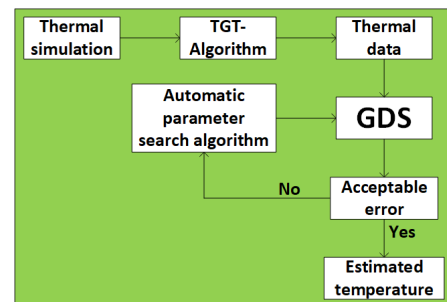 Thermal
simulation
TGT-
Algorithm
Thermal
data
Automatic
parameter
search algorithm
GDS
No
Acceptable
error
Yes
Estimated
temperature